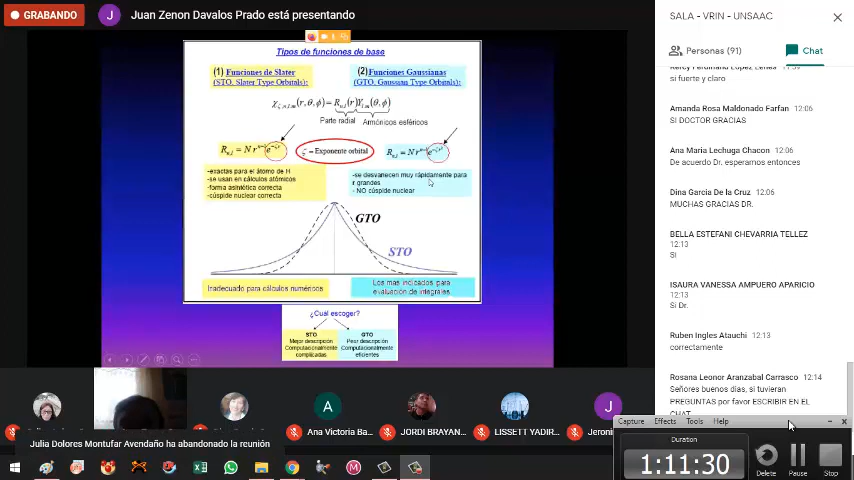 GRABANDO
J
Juan Zenon Davalos Prado está presentando
Tipos de funciones de base
(1) Funciones de Slater
(STO, Slater Type Orbitals):
(2)Funciones Gaussianas
(GTO, Gaussian Type Orbitals):
χζ,n,l,m(r,θ,ϕ) = Rn,l(r)Yl,m(θ,ϕ)
Parte radial
Armónicos esféricos
ζ = Exponente orbital
-exactas para el átomo de H
-se usan en cálculos atómicos
-forma asintótica correcta
-cúspide nuclear correcta
-se desvanecen muy rápidamente para
r grandes
- NO cúspide nuclear
GTO
STO
Inadecuado para cálculos numéricos
Los mas indicados para
evaluación de integrales
¿Cuál escoger?
STO
Mejor descripción
Computacionalmente
complicadas
GTO
Peor descripción
Computacionalmente
eficientes
A
J
Ana Victoria Ba...
JORDI BRAYAN...
LISSETT YADIR...
Jeroni
Julia Dolores Montufar Avendaño ha abandonado la reunión
SALA - VRIN - UNSAAC
Personas (91)
Chat
si fuerte y claro
Amanda Rosa Maldonado Farfan 12:06
SI DOCTOR GRACIAS
Ana Maria Lechuga Chacon 12:06
De acuerdo Dr. esperamos entonces
Dina Garcia De la Cruz 12:06
MUCHAS GRACIAS DR.
BELLA ESTEFANI CHEVARRIA TELLEZ
12:13
Si
ISAURA VANESSA AMPUERO APARICIO
12:13
Si Dr.
Ruben Ingles Atauchi 12:13
correctamente
Rosana Leonor Aranzabal Carrasco 12:14
Señores buenos dias, si tuvieran
PREGUNTAS por favor ESCRIBIR EN EL
CHAT
Capture Effects Tools Help
Duration
1:11:30
Delete Pause Stop